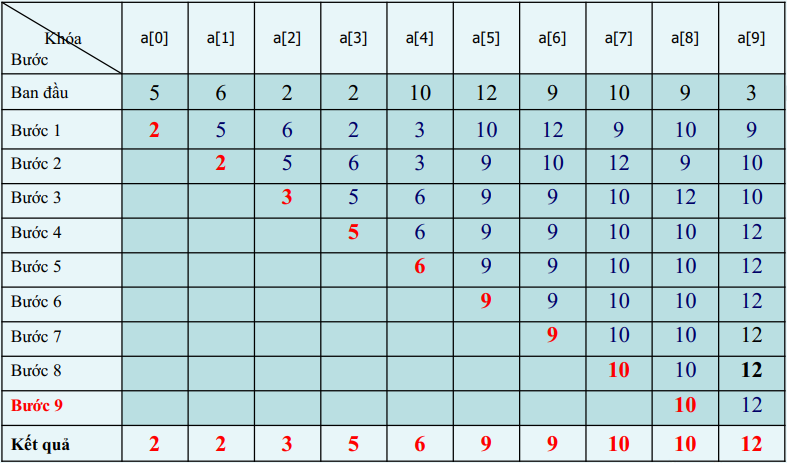 Khóa Bước a[0] a[1] a[2] a[3] a[4] a[5] a[6] a[7] a[8] a[9]
Ban đầu 5 6 2 2 10 12 9 10 9 3
Bước 1 2 5 6 2 3 10 12 9 10 9
Bước 2 2 5 6 3 9 10 12 9 10
Bước 3 3 5 6 9 9 10 12 10
Bước 4 5 6 9 9 10 10 12
Bước 5 6 9 9 10 10 12
Bước 6 9 9 10 10 12
Bước 7 9 10 10 12
Bước 8 10 10 12
Bước 9 10 12
Kết quả 2 2 3 5 6 9 9 10 10 12